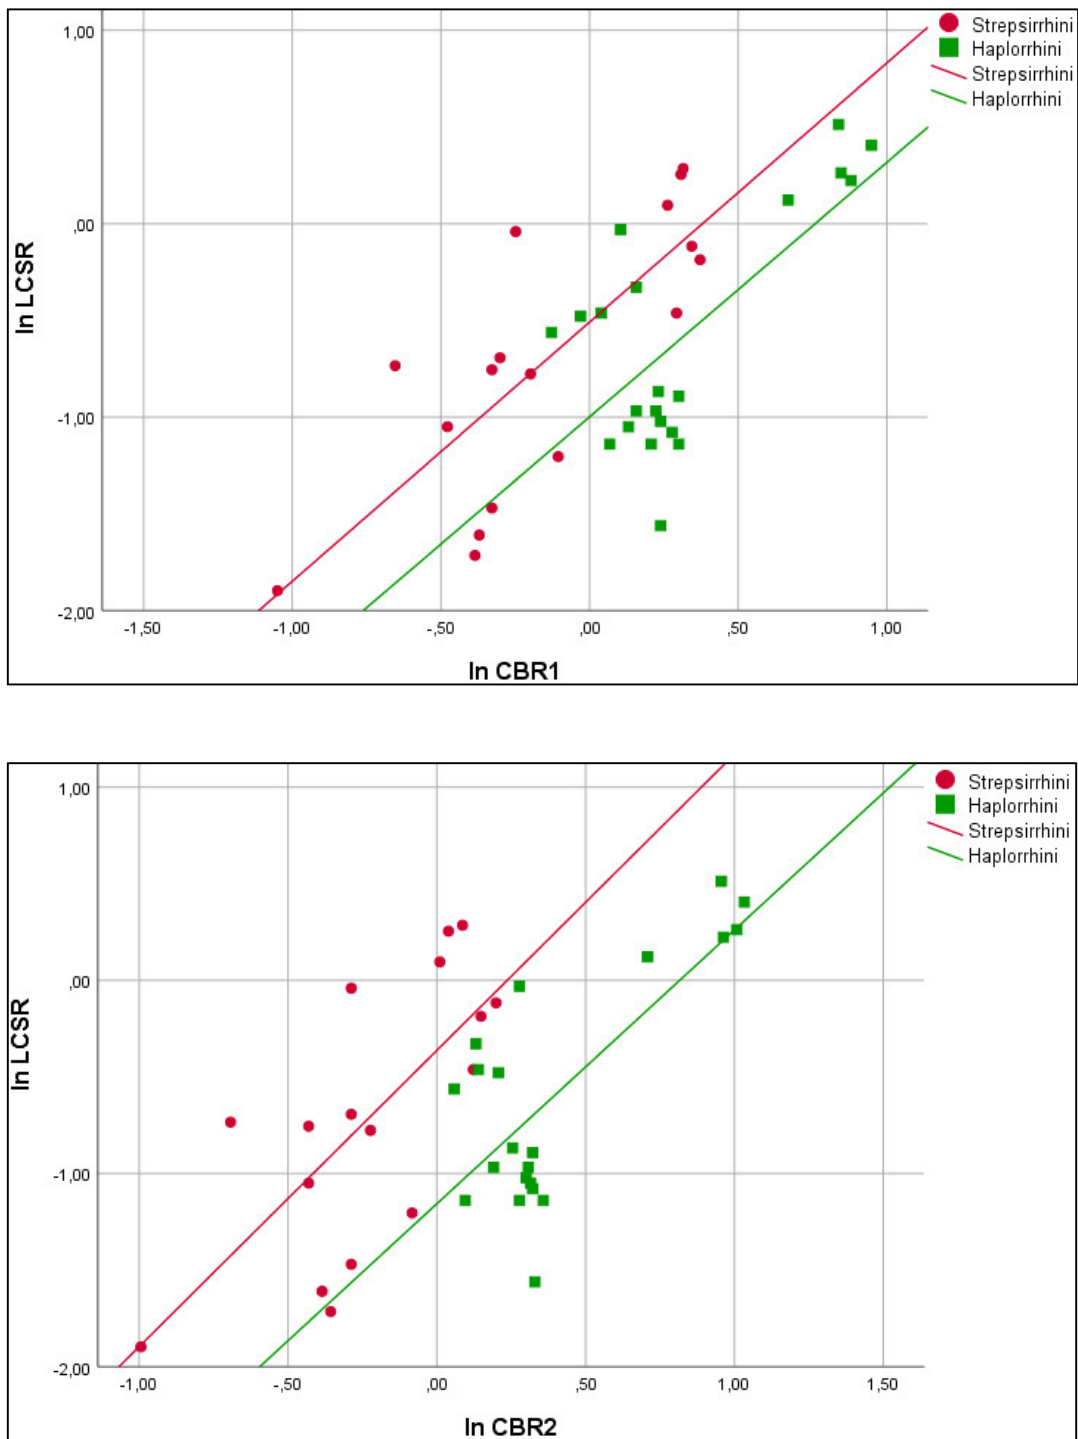 1,00
,00
-1,00
-2,00
ln LCSR
-1,50 -1,00 -,50 ,00 ,50 1,00
ln CBR1
Strepsirrhini
Haplorrhini
Strepsirrhini
Haplorrhini
1,00
,00
-1,00
-2,00
ln LCSR
-1,00 -,50 ,00 ,50 1,00 1,50
ln CBR2
Strepsirrhini
Haplorrhini
Strepsirrhini
Haplorrhini